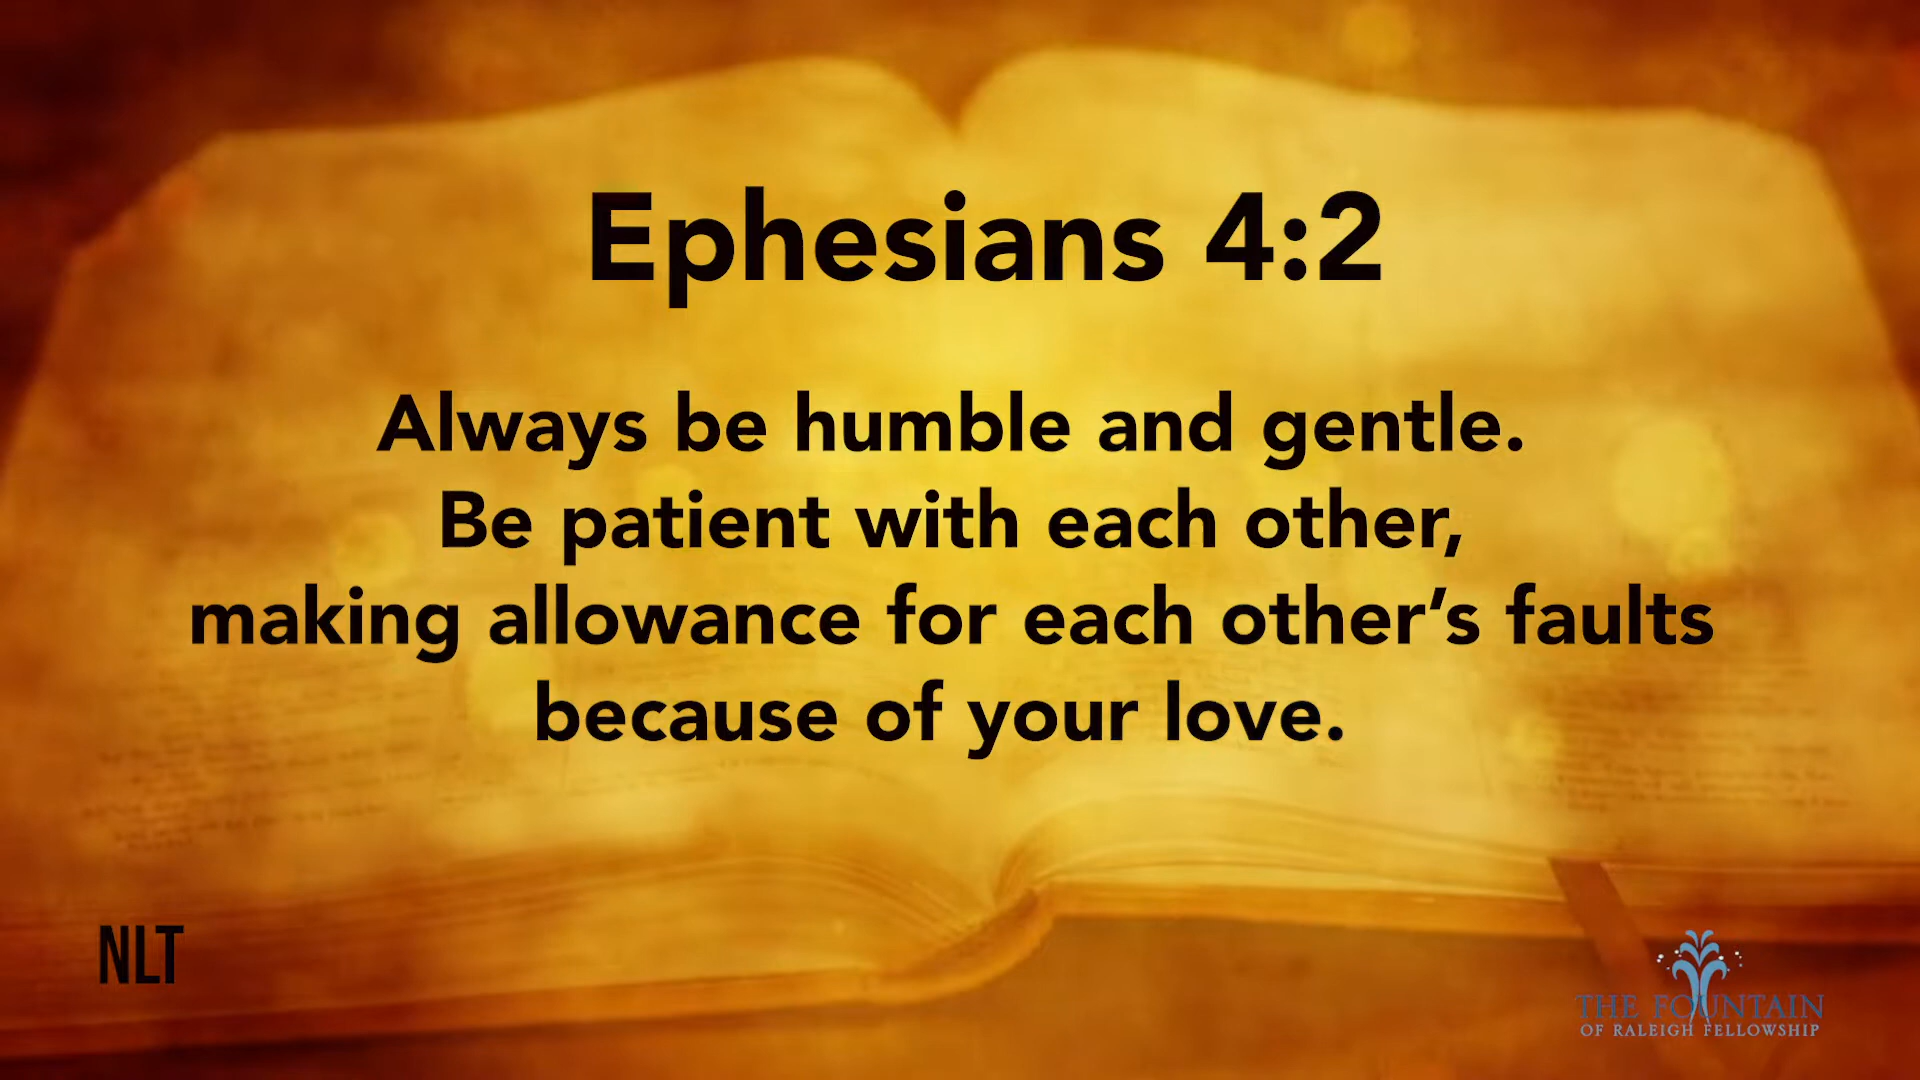 Ephesians 4:2
Always be humble and gentle.
Be patient with each other,
making allowance for each other’s faults
because of your love.
NLT
THE FOUNTAIN
OF RALEIGH FELLOWSHIP